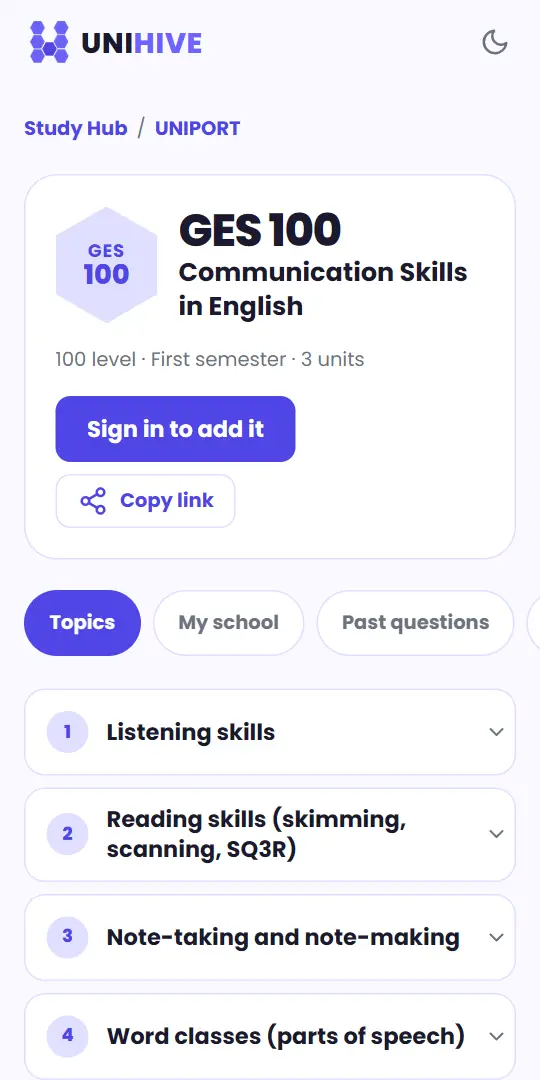 UNIHIVE
Study Hub / UNIPORT
GES
100
GES 100
Communication Skills
in English
100 level · First semester · 3 units
Sign in to add it
Copy link
Topics
My school
Past questions
1
Listening skills
2
Reading skills (skimming,
scanning, SQ3R)
3
Note-taking and note-making
4
Word classes (parts of speech)